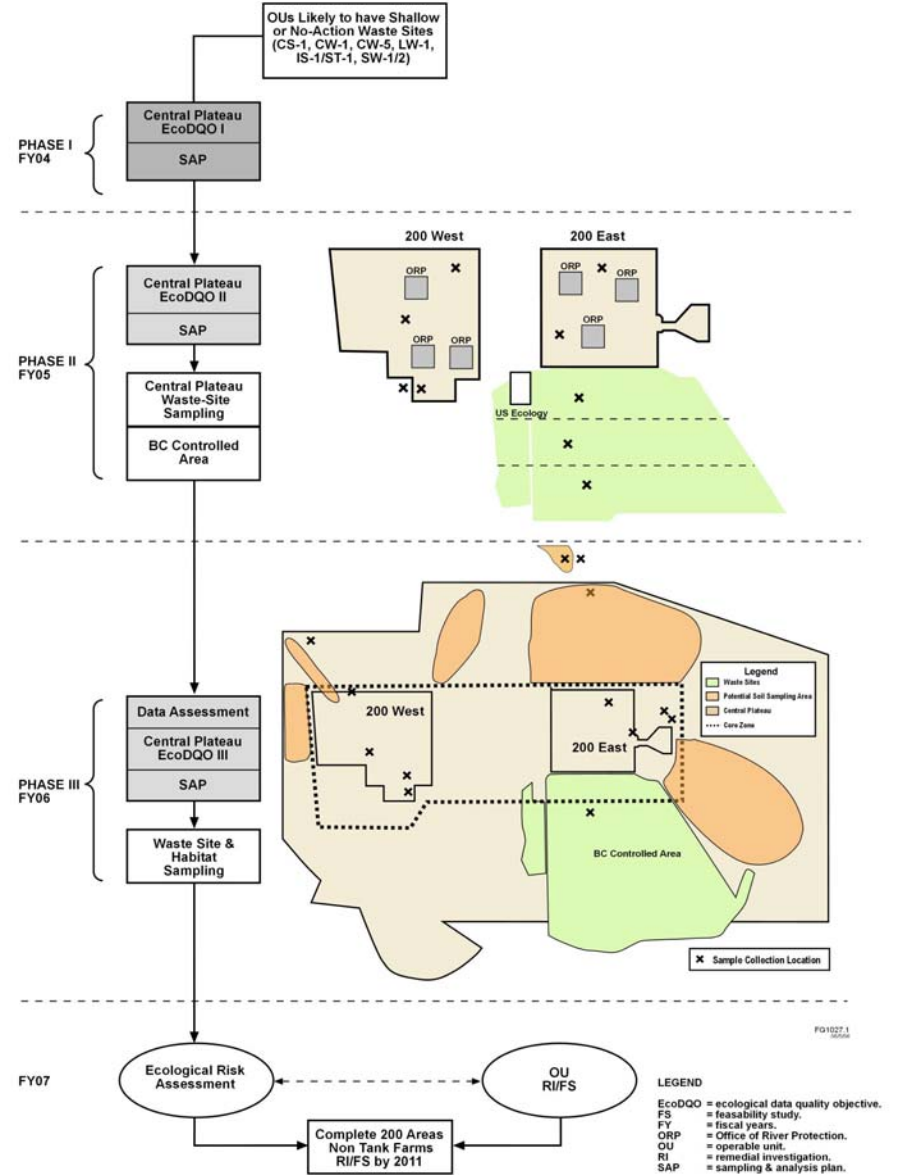 OUs Likely to have Shallow
or No-Action Waste Sites
(CS-1, CW-1, CW-5, LW-1,
IS-1/ST-1, SW-1/2)
PHASE I
FY04
Central Plateau
EcoDQO I
SAP
PHASE II
FY05
Central Plateau
EcoDQO II
SAP
Central Plateau
Waste-Site
Sampling
BC Controlled
Area
200 West
ORP
ORP
ORP
200 East
ORP
ORP
ORP
US Ecology
PHASE III
FY06
Data Assessment
Central Plateau
EcoDQO III
SAP
Waste Site &
Habitat
Sampling
200 West
200 East
BC Controlled Area
Legend
Waste Sites
Potential Soil Sampling Area
Central Plateau
Core Zone
Sample Collection Location
FG1027.1
FY07
Ecological Risk
Assessment
OU
RI/FS
Complete 200 Areas
Non Tank Farms
RI/FS by 2011
LEGEND
EcoDQO = ecological data quality objective.
FS = feasability study.
FY = fiscal years.
ORP = Office of River Protection.
OU = operable unit.
RI = remedial investigation.
SAP = sampling & analysis plan.